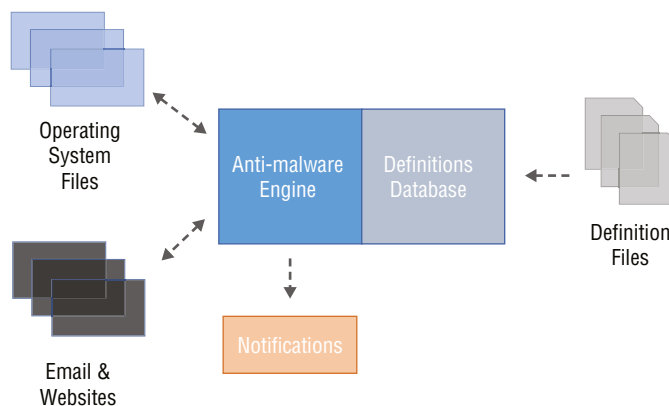 Operating
System
Files
Anti-malware
Engine
Definitions
Database
Definition
Files
Notifications
Email &
Websites